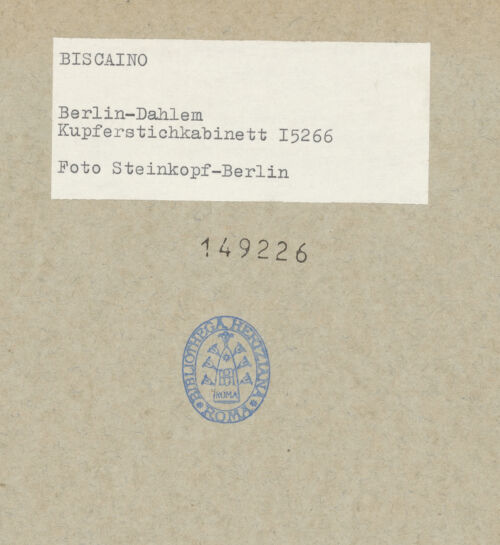 BISCAINO
Berlin-Dahlem
Kupferstichkabinett I5266
Foto Steinkopf-Berlin
149226
BIBLIOTHECA HERTZIANA
ROMA
ROMA